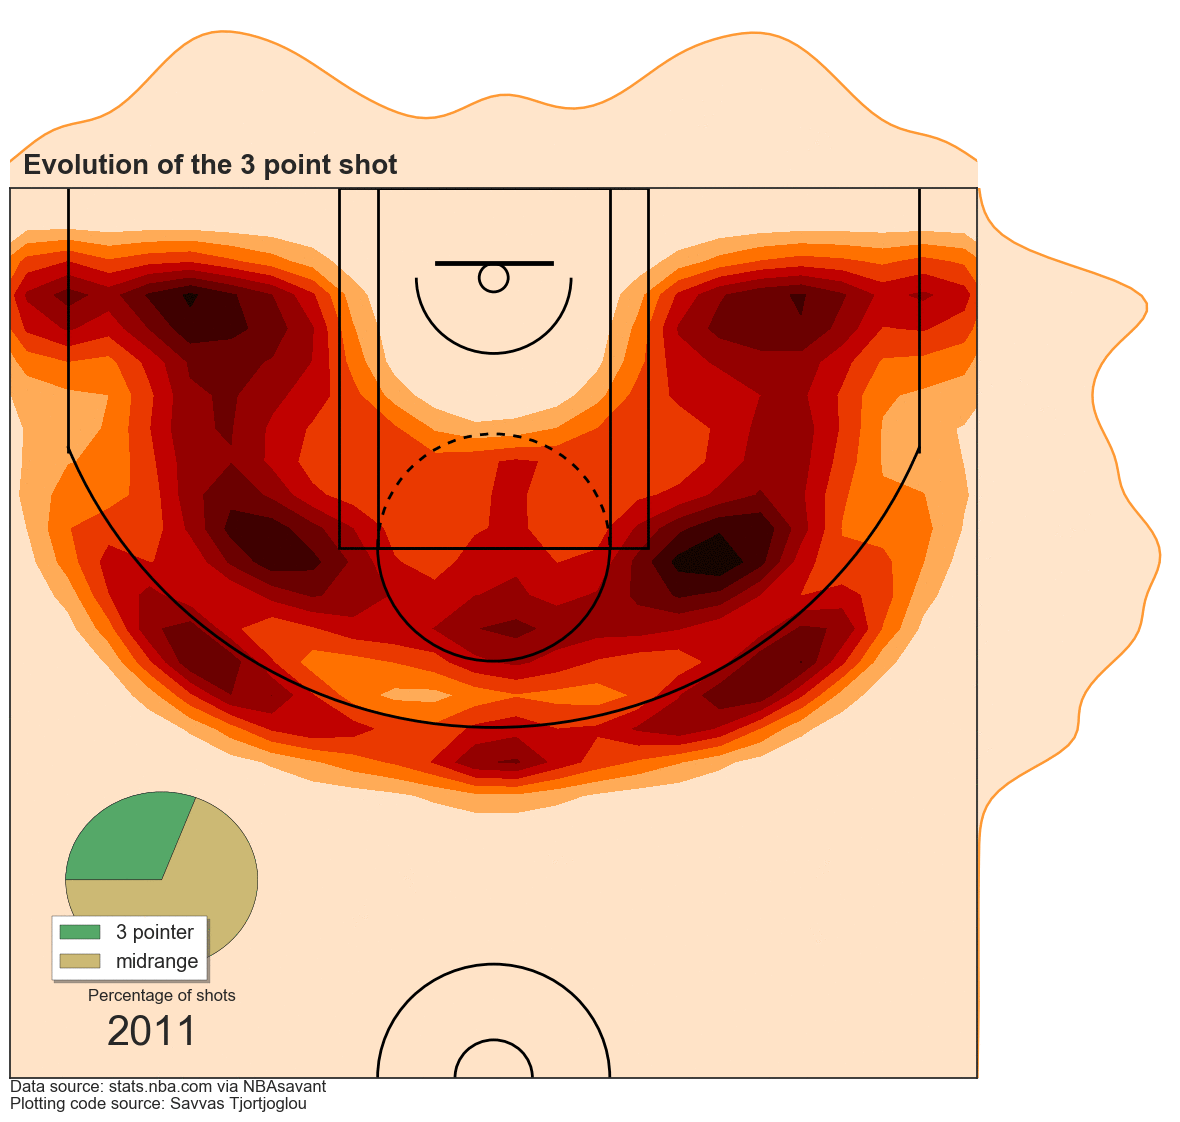 Evolution of the 3 point shot
3 pointer
midrange
Percentage of shots
2011
Data source: stats.nba.com via NBAsavant
Plotting code source: Savvas Tjortjoglou